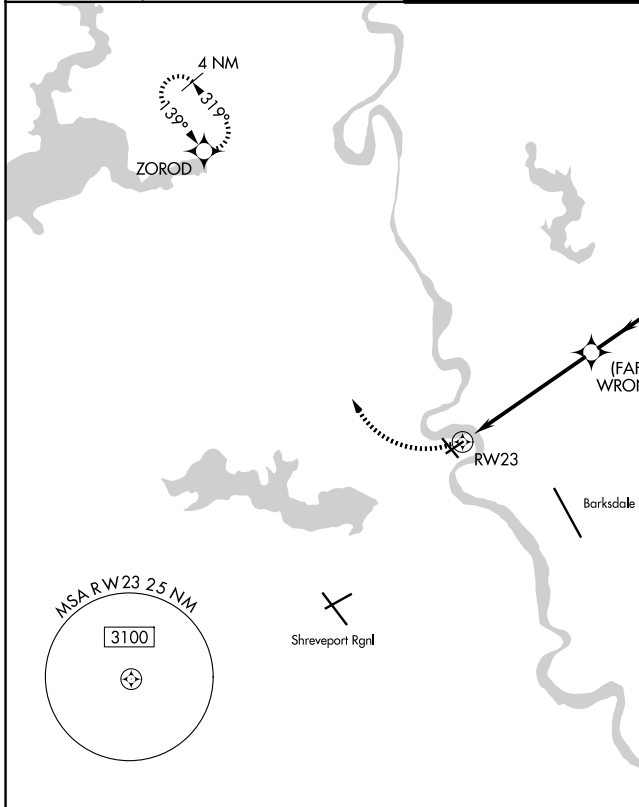 4 NM
319°
139°
ZOROD
(FAF
WRON
RW23
Barksdale
MSA RW23 25 NM
3100
Shreveport Rgnl